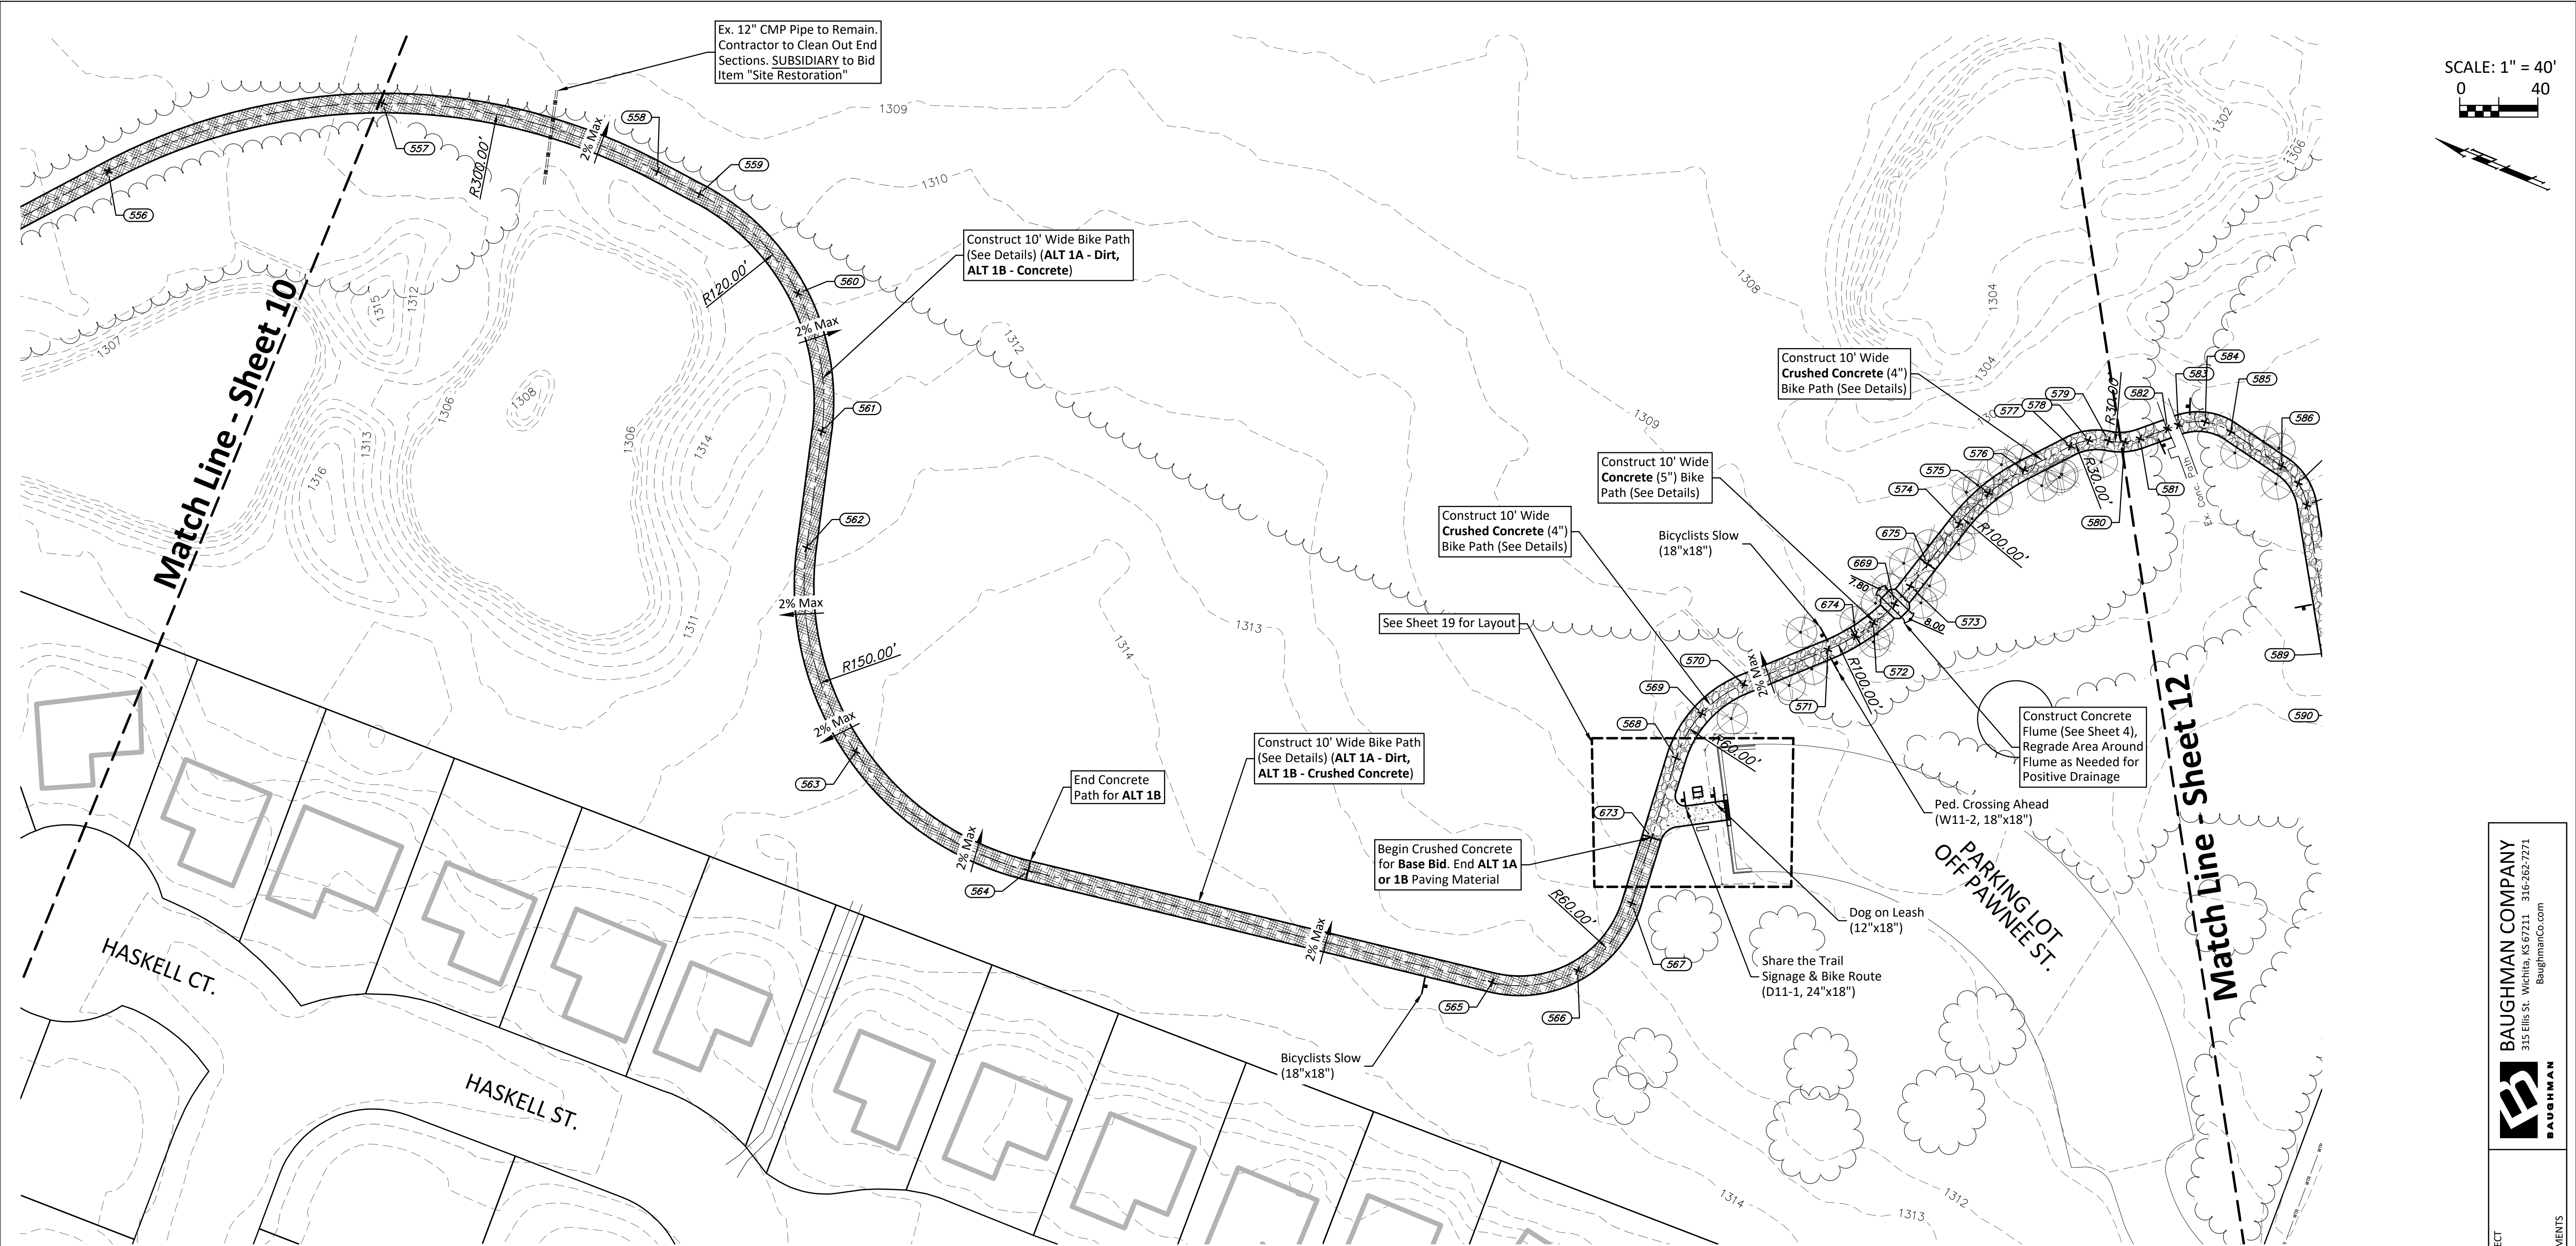 Ex. 12" CMP Pipe to Remain.
Contractor to Clean Out End
Sections. SUBSIDIARY to Bid
Item "Site Restoration"
SCALE: 1" = 40'
0 40
Match Line - Sheet 10
556
557
R300.00'
2% Max
558
559
1309
1310
Construct 10' Wide Bike Path
(See Details) (ALT 1A - Dirt,
ALT 1B - Concrete)
R120.00'
560
2% Max
561
562
2% Max
1307
1315
1312
1313
1316
1306
1308
1306
1314
1311
1312
1308
1309
1313
1314
1304
1304
1302
1306
R150.00'
2% Max
563
2% Max
564
End Concrete
Path for ALT 1B
Construct 10' Wide Bike Path
(See Details) (ALT 1A - Dirt,
ALT 1B - Crushed Concrete)
2% Max
565
566
Bicyclists Slow
(18"x18")
R60.00'
567
Begin Crushed Concrete
for Base Bid. End ALT 1A
or 1B Paving Material
673
568
569
570
R60.00'
2% Max
See Sheet 19 for Layout
Construct 10' Wide
Crushed Concrete (4")
Bike Path (See Details)
Construct 10' Wide
Concrete (5") Bike
Path (See Details)
Bicyclists Slow
(18"x18")
Construct 10' Wide
Crushed Concrete (4")
Bike Path (See Details)
571
R100.00'
572
674
669
7.80
8.00
573
675
574
R100.00'
575
576
577
578
579
R30.00'
R30.00'
580
581
582
583
584
585
586
589
590
Ex. Conc. Path
Construct Concrete
Flume (See Sheet 4),
Regrade Area Around
Flume as Needed for
Positive Drainage
Ped. Crossing Ahead
(W11-2, 18"x18")
Dog on Leash
(12"x18")
Share the Trail
Signage & Bike Route
(D11-1, 24"x18")
PARKING LOT
OFF PAWNEE ST.
Match Line - Sheet 12
HASKELL CT.
HASKELL ST.
1314
1313
1312
BAUGHMAN COMPANY
315 Ellis St. Wichita, KS 67211 316-262-7271
BaughmanCo.com
BAUGHMAN